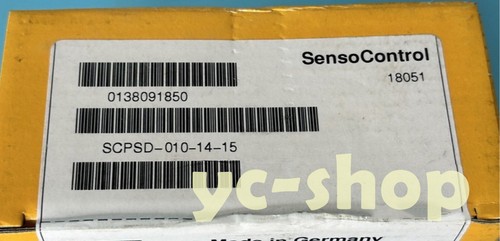 SensoControl
18051
0138091850
SCPSD-010-14-15
yc-shop
Made in Germany